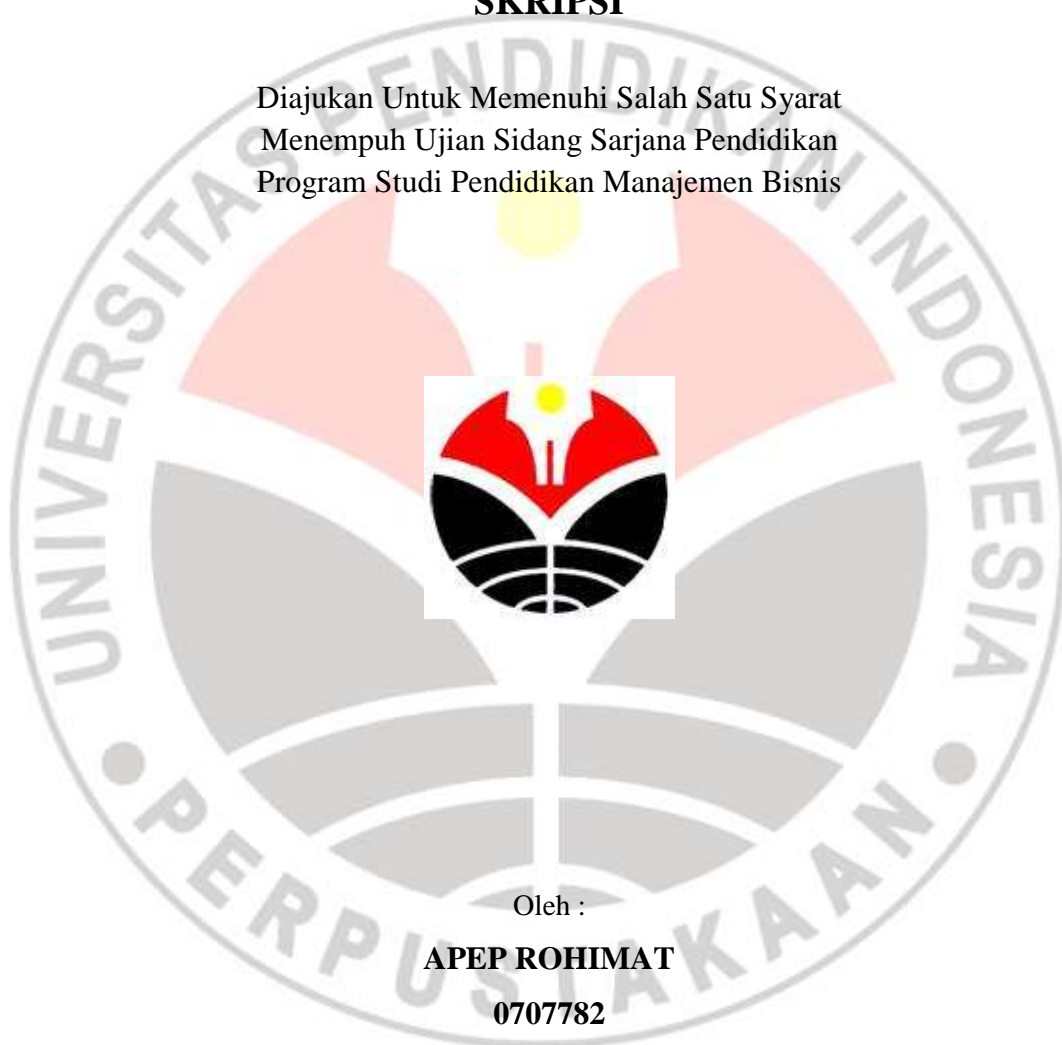 SKRIPSI
Diajukan Untuk Memenuhi Salah Satu Syarat
Menempuh Ujian Sidang Sarjana Pendidikan
Program Studi Pendidikan Manajemen Bisnis
UNIVERSITAS PENDIDIKAN INDONESIA
PERPUSTAKAAN
Oleh :
APEP ROHIMAT
0707782